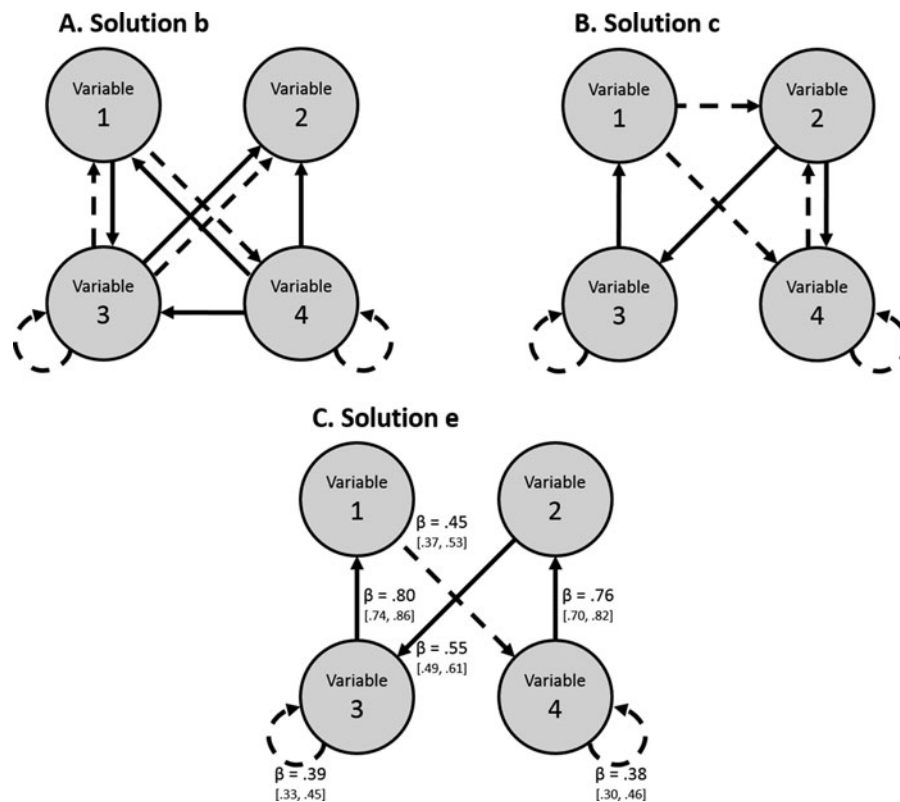 A. Solution b
Variable
1
Variable
2
Variable
3
Variable
4
B. Solution c
Variable
1
Variable
2
Variable
3
Variable
4
C. Solution e
Variable
1
Variable
2
β = .45
[.37, .53]
β = .80
[.74, .86]
β = .76
[.70, .82]
β = .55
[.49, .61]
Variable
3
Variable
4
β = .39
[.33, .45]
β = .38
[.30, .46]